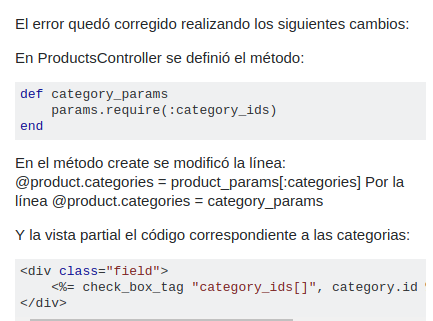 El error quedó corregido realizando los siguientes cambios:
En ProductsController se definió el método:
def category_params
    params.require(:category_ids)
end
En el método create se modificó la línea:
@product.categories = product_params[:categories] Por la
línea @product.categories = category_params
Y la vista partial el código correspondiente a las categorias:
<div class="field">
    <%= check_box_tag "category_ids[]", category.id
</div>